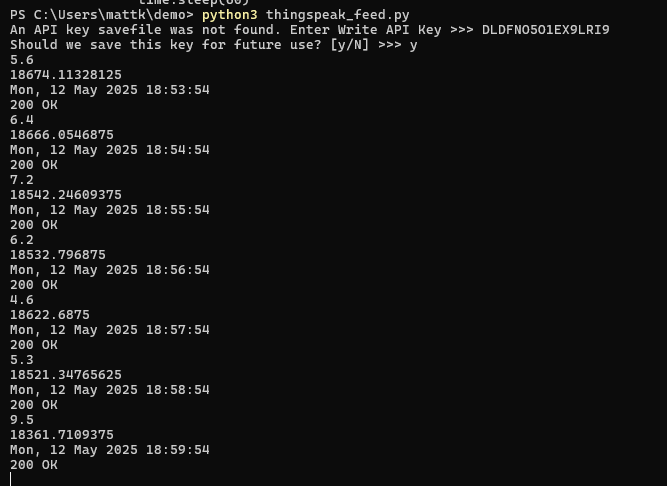 time.sleep(60)
PS C:\Users\mattk\demo> python3 thingspeak_feed.py
An API key savefile was not found. Enter Write API Key >>> DLDFNO5O1EX9LRI9
Should we save this key for future use? [y/N] >>> y
5.6
18674.11328125
Mon, 12 May 2025 18:53:54
200 OK
6.4
18666.0546875
Mon, 12 May 2025 18:54:54
200 OK
7.2
18542.24609375
Mon, 12 May 2025 18:55:54
200 OK
6.2
18532.796875
Mon, 12 May 2025 18:56:54
200 OK
4.6
18622.6875
Mon, 12 May 2025 18:57:54
200 OK
5.3
18521.34765625
Mon, 12 May 2025 18:58:54
200 OK
9.5
18361.7109375
Mon, 12 May 2025 18:59:54
200 OK